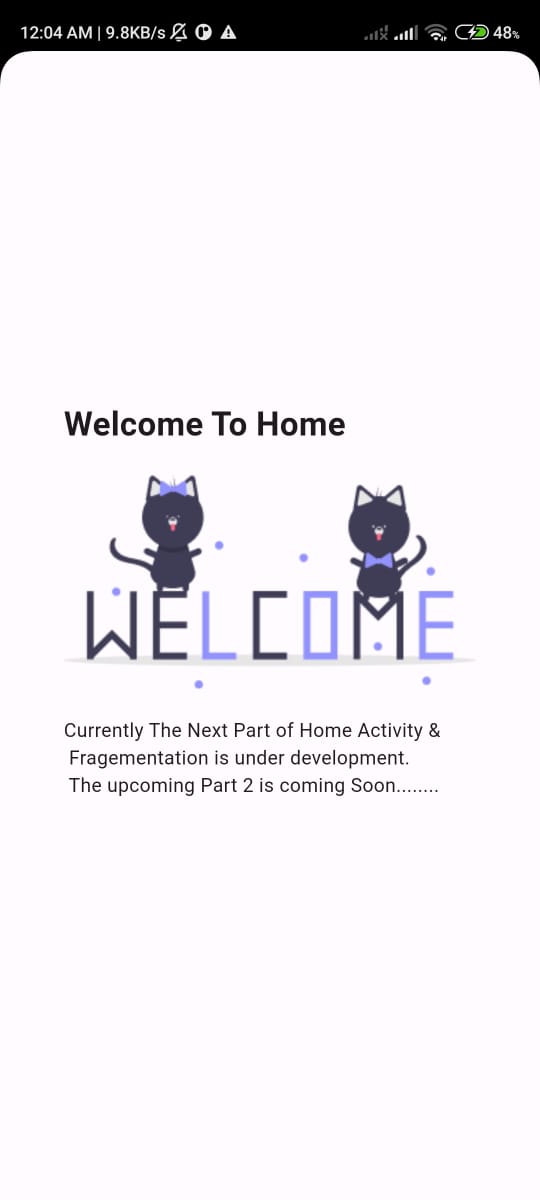 12:04 AM | 9.8KB/s 48%
Welcome To Home
WELCOME
Currently The Next Part of Home Activity &
Fragementation is under development.
The upcoming Part 2 is coming Soon........